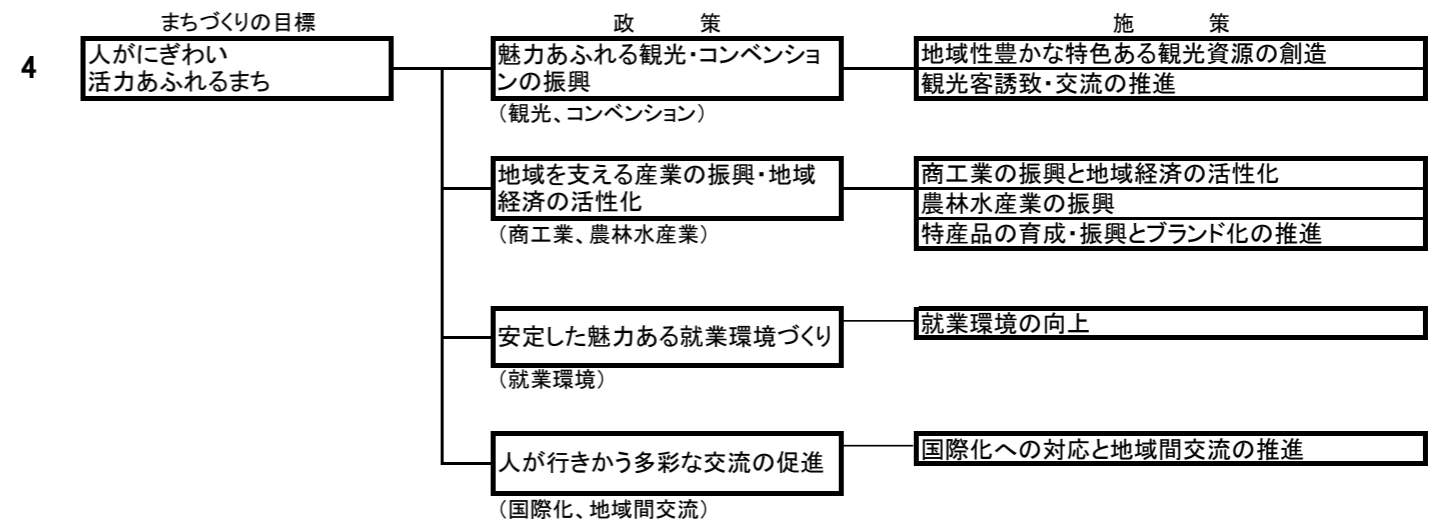 まちづくりの目標
政　策
施　策
4
人がにぎわい
活力あふれるまち
魅力あふれる観光・コンベンショ
ンの振興
（観光、コンベンション）
地域性豊かな特色ある観光資源の創造
観光客誘致・交流の推進
地域を支える産業の振興・地域
経済の活性化
（商工業、農林水産業）
商工業の振興と地域経済の活性化
農林水産業の振興
特産品の育成・振興とブランド化の推進
安定した魅力ある就業環境づくり
（就業環境）
就業環境の向上
人が行きかう多彩な交流の促進
（国際化、地域間交流）
国際化への対応と地域間交流の推進